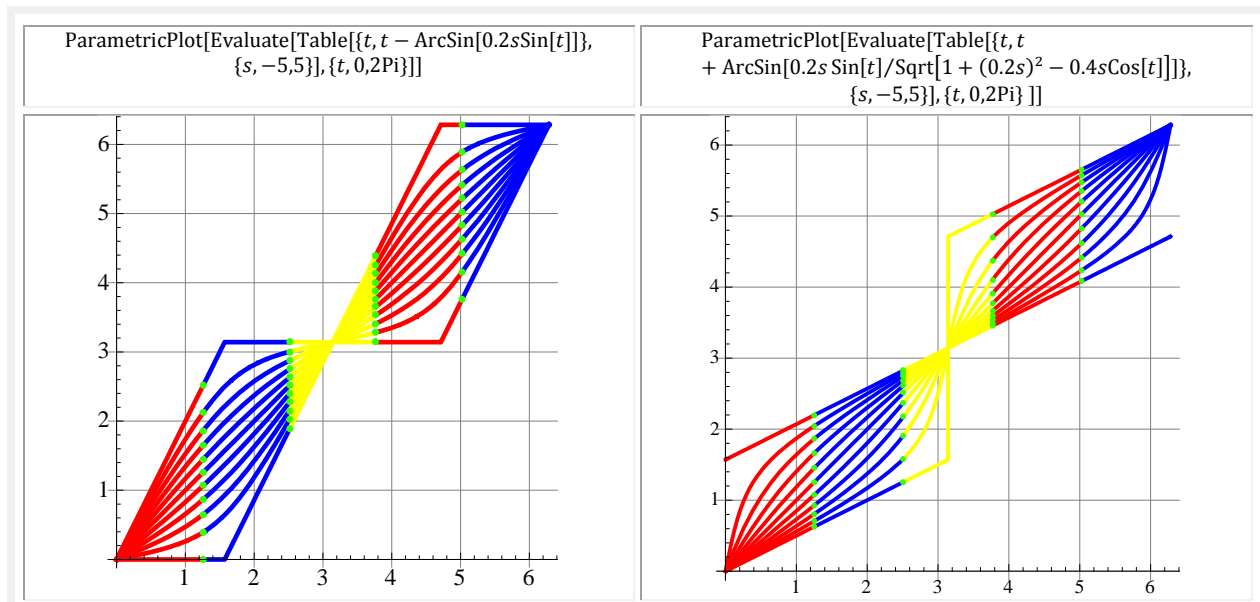 ParametricPlot[Evaluate[Table[{t, t − ArcSin[0.2sSin[t]]},
{s, −5,5}], {t, 0,2Pi}]]
ParametricPlot[Evaluate[Table[{t, t
+ ArcSin[0.2s Sin[t]/Sqrt[1 + (0.2s)² − 0.4sCos[t]]]},
{s, −5,5}], {t, 0,2Pi} ]]
6
5
4
3
2
1
1 2 3 4 5 6
6
5
4
3
2
1
1 2 3 4 5 6